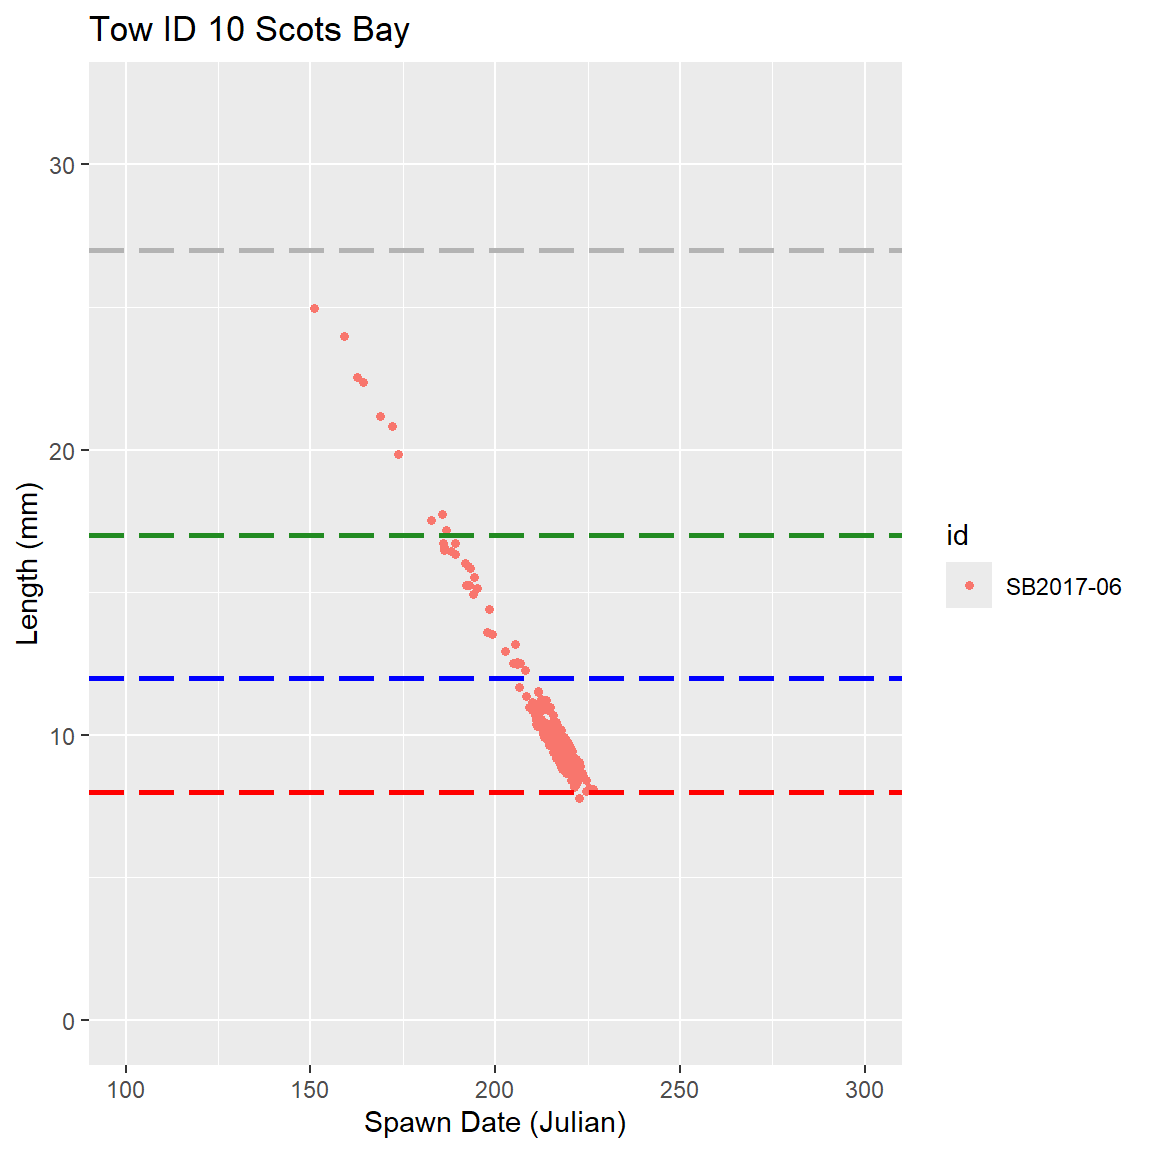 Tow ID 10 Scots Bay
30
20
10
0
Length (mm)
100 150 200 250 300
Spawn Date (Julian)
id
SB2017-06